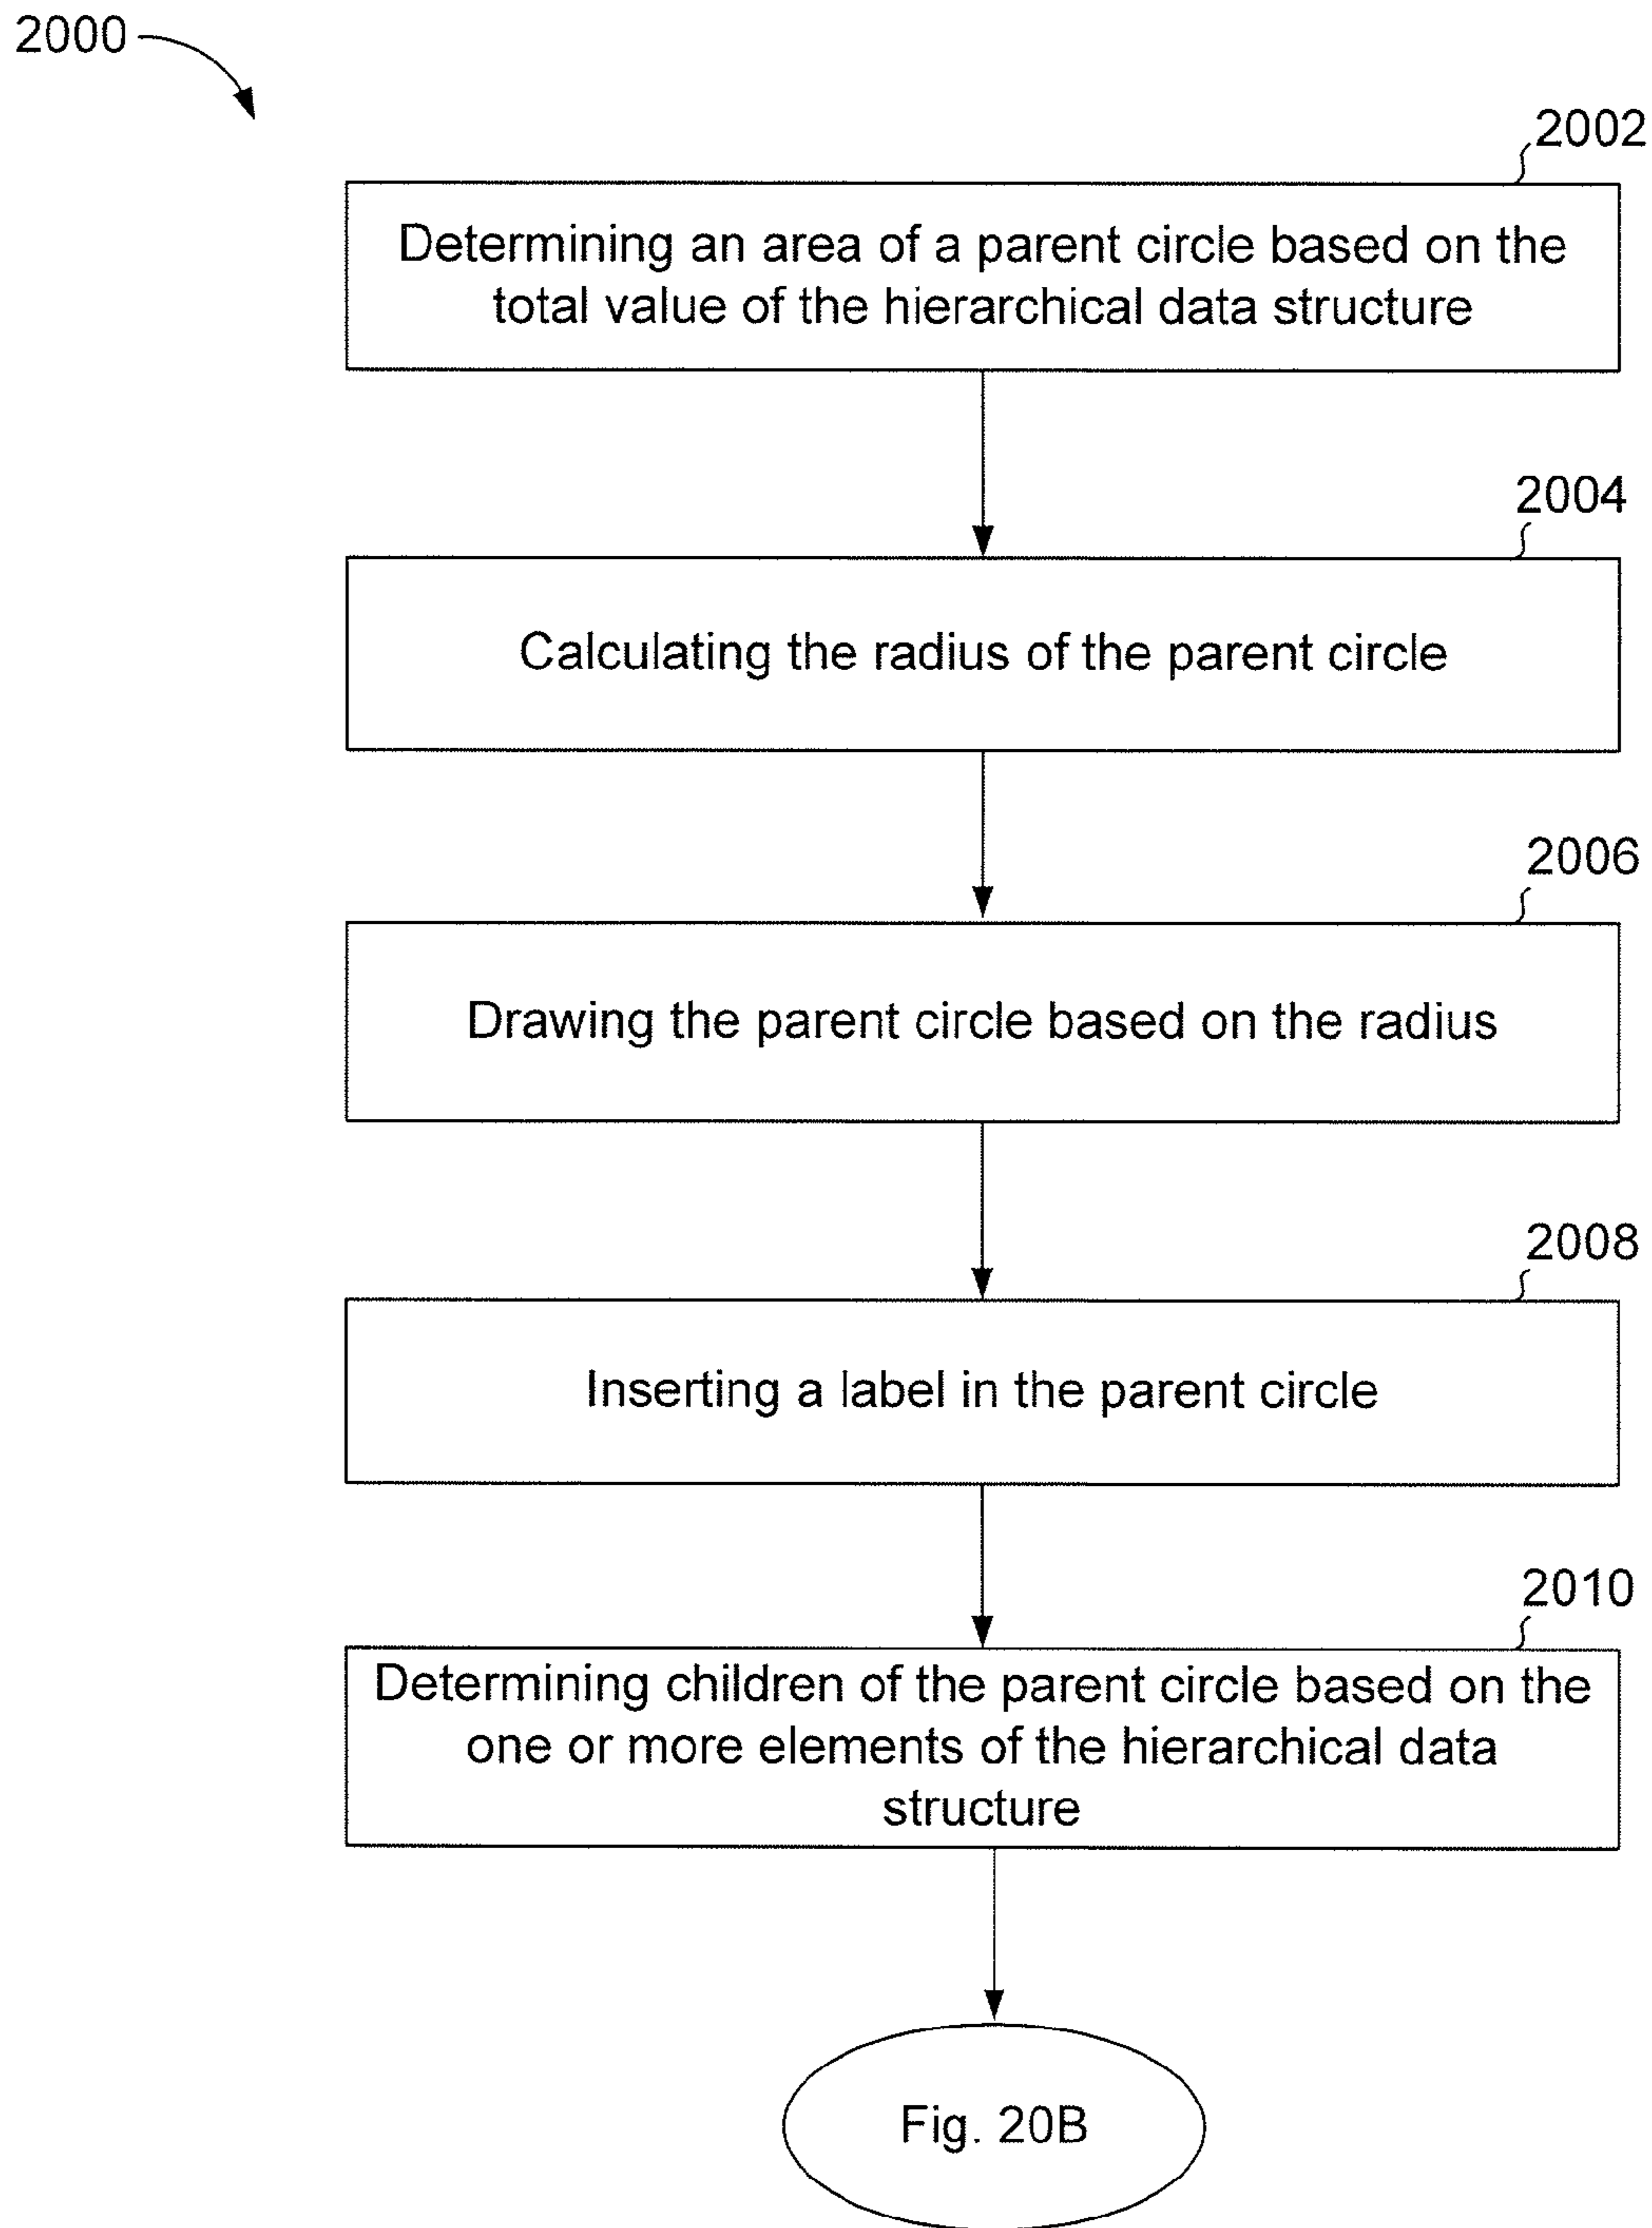 2000
2002
Determining an area of a parent circle based on the
total value of the hierarchical data structure
2004
Calculating the radius of the parent circle
2006
Drawing the parent circle based on the radius
2008
Inserting a label in the parent circle
2010
Determining children of the parent circle based on the
one or more elements of the hierarchical data
structure
Fig. 20B